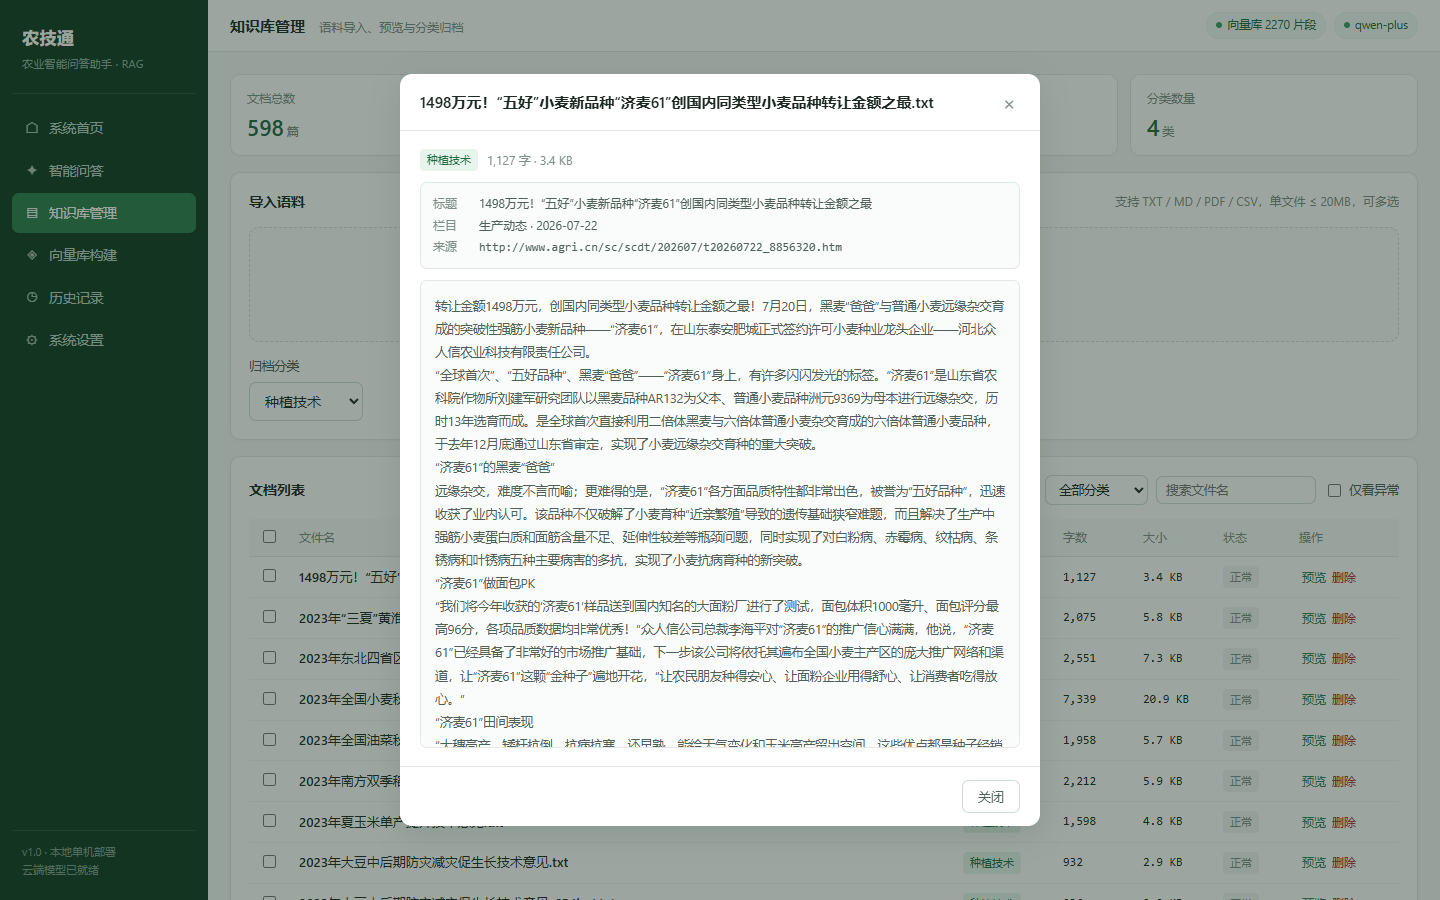 农技通
农业智能问答助手 · RAG
系统首页
智能问答
知识库管理
向量库构建
历史记录
系统设置
v1.0 · 本地单机部署
云端模型已就绪
知识库管理 语料导入、预览与分类归档
向量库 2270 片段
qwen-plus
文档总数
598 篇
分类数量
4 类
导入语料
支持 TXT / MD / PDF / CSV，单文件 ≤ 20MB，可多选
归档分类
种植技术
文档列表
全部分类
搜索文件名
仅看异常
文件名 字数 大小 状态 操作
1498万元！“五好” 1,127 3.4 KB 正常 预览 删除
2023年“三夏”黄淮 2,075 5.8 KB 正常 预览 删除
2023年东北四省区 2,551 7.3 KB 正常 预览 删除
2023年全国小麦秋 7,339 20.9 KB 正常 预览 删除
2023年全国油菜秋 1,958 5.7 KB 正常 预览 删除
2023年南方双季稻 2,212 5.9 KB 正常 预览 删除
2023年夏玉米单产 1,598 4.8 KB 正常 预览 删除
2023年大豆中后期防灾减灾促生长技术意见.txt 种植技术 932 2.9 KB 正常 预览 删除
1498万元！“五好”小麦新品种“济麦61”创国内同类型小麦品种转让金额之最.txt
×
种植技术 1,127 字 · 3.4 KB
标题 1498万元！“五好”小麦新品种“济麦61”创国内同类型小麦品种转让金额之最
栏目 生产动态 · 2026-07-22
来源 http://www.agri.cn/sc/scdt/202607/t20260722_8856320.htm
转让金额1498万元，创国内同类型小麦品种转让金额之最！7月20日，黑麦“爸爸”与普通小麦远缘杂交育
成的突破性强筋小麦新品种——“济麦61”，在山东泰安肥城正式签约许可小麦种业龙头企业——河北众
人信农业科技有限责任公司。
“全球首次”、“五好品种”、黑麦“爸爸”——“济麦61”身上，有许多闪闪发光的标签。“济麦61”是山东省农
科院作物所刘建军研究团队以黑麦品种AR132为父本、普通小麦品种洲元9369为母本进行远缘杂交，历
时13年选育而成。是全球首次直接利用二倍体黑麦与六倍体普通小麦杂交育成的六倍体普通小麦品种，
于去年12月底通过山东省审定，实现了小麦远缘杂交育种的重大突破。
“济麦61”的黑麦“爸爸”
远缘杂交，难度不言而喻；更难得的是，“济麦61”各方面品质特性都非常出色，被誉为“五好品种”，迅速
收获了业内认可。该品种不仅破解了小麦育种“近亲繁殖”导致的遗传基础狭窄难题，而且解决了生产中
强筋小麦蛋白质和面筋含量不足、延伸性较差等瓶颈问题，同时实现了对白粉病、赤霉病、纹枯病、条
锈病和叶锈病五种主要病害的多抗，实现了小麦抗病育种的新突破。
“济麦61”做面包PK
“我们将今年收获的‘济麦61’样品送到国内知名的大面粉厂进行了测试，面包体积1000毫升、面包评分最
高96分，各项品质数据均非常优秀！”众人信公司总裁李海平对“济麦61”的推广信心满满，他说，“济麦
61”已经具备了非常好的市场推广基础，下一步该公司将依托其遍布全国小麦主产区的庞大推广网络和渠
道，让“济麦61”这颗“金种子”遍地开花，“让农民朋友种得安心、让面粉企业用得舒心、让消费者吃得放
心。”
“济麦61”田间表现
“大穗高产、矮秆抗倒、抗病抗寒、还早熟，能给天气变化和玉米高产留出空间，这些优点都是种子经销
关闭